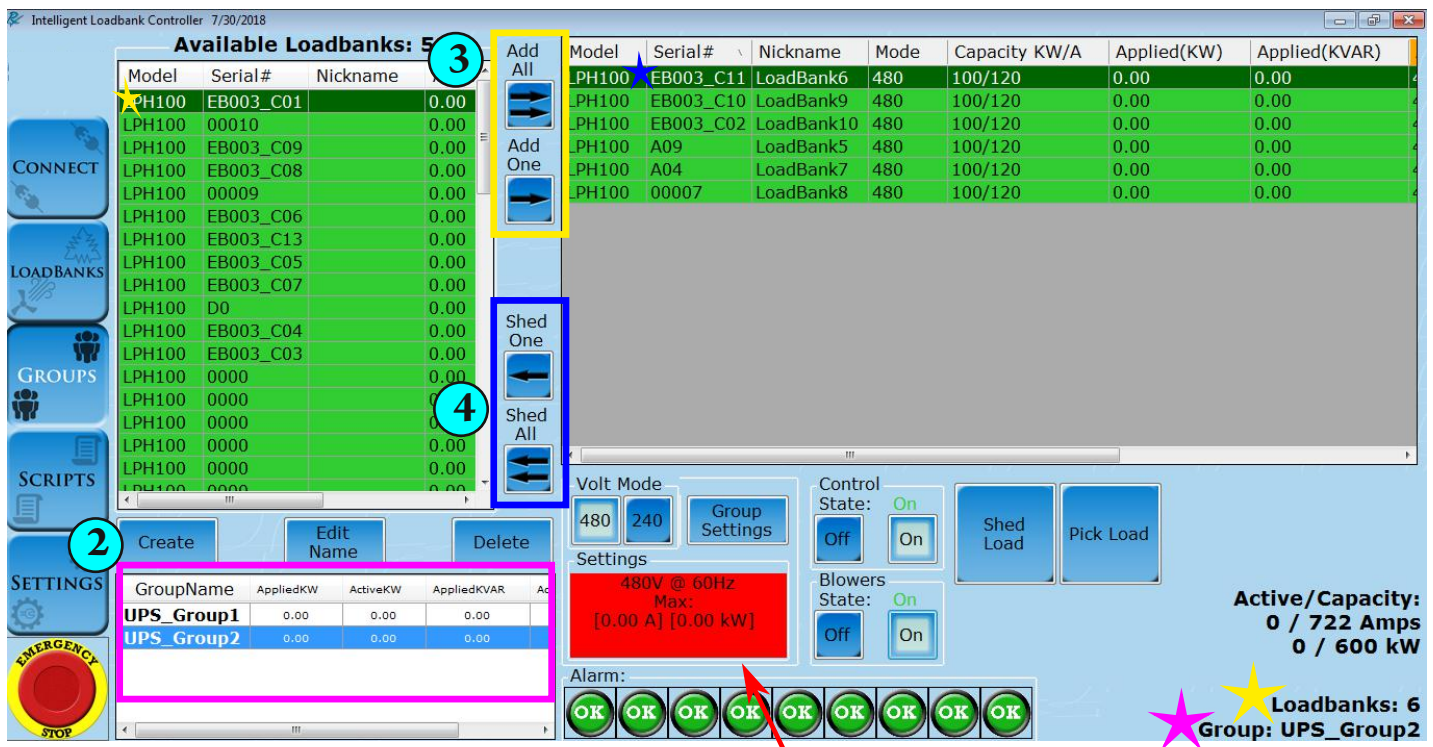 Intelligent Loadbank Controller 7/30/2018
Available Loadbanks: 5
Model Serial# Nickname
LPH100 EB003_C01 0.00
LPH100 00010 0.00
LPH100 EB003_C09 0.00
LPH100 EB003_C08 0.00
LPH100 00009 0.00
LPH100 EB003_C06 0.00
LPH100 EB003_C13 0.00
LPH100 EB003_C05 0.00
LPH100 EB003_C07 0.00
LPH100 D0 0.00
LPH100 EB003_C04 0.00
LPH100 EB003_C03 0.00
LPH100 0000 0.00
LPH100 0000
LPH100 0000
LPH100 0000 0.00
LPH100 0000 0.00
LPH100 0000 0.00
CONNECT
LOADBANKS
GROUPS
SCRIPTS
SETTINGS
EMERGENCY
STOP
3
Add
All
Add
One
4
Shed
One
Shed
All
Model Serial# Nickname Mode Capacity KW/A Applied(KW) Applied(KVAR)
LPH100 EB003_C11 LoadBank6 480 100/120 0.00 0.00
LPH100 EB003_C10 LoadBank9 480 100/120 0.00 0.00
LPH100 EB003_C02 LoadBank10 480 100/120 0.00 0.00
LPH100 A09 LoadBank5 480 100/120 0.00 0.00
LPH100 A04 LoadBank7 480 100/120 0.00 0.00
LPH100 00007 LoadBank8 480 100/120 0.00 0.00
2
Create
Edit
Name
Delete
GroupName AppliedKW ActiveKW AppliedKVAR Ac
UPS_Group1 0.00 0.00 0.00
UPS_Group2 0.00 0.00 0.00
Volt Mode
480 240
Group
Settings
Settings
480V @ 60Hz
Max:
[0.00 A] [0.00 kW]
Control
State: On
Off On
Blowers
State: On
Off On
Shed
Load
Pick Load
Alarm:
OK OK OK OK OK OK OK OK OK
Active/Capacity:
0 / 722 Amps
0 / 600 kW
Loadbanks: 6
Group: UPS_Group2